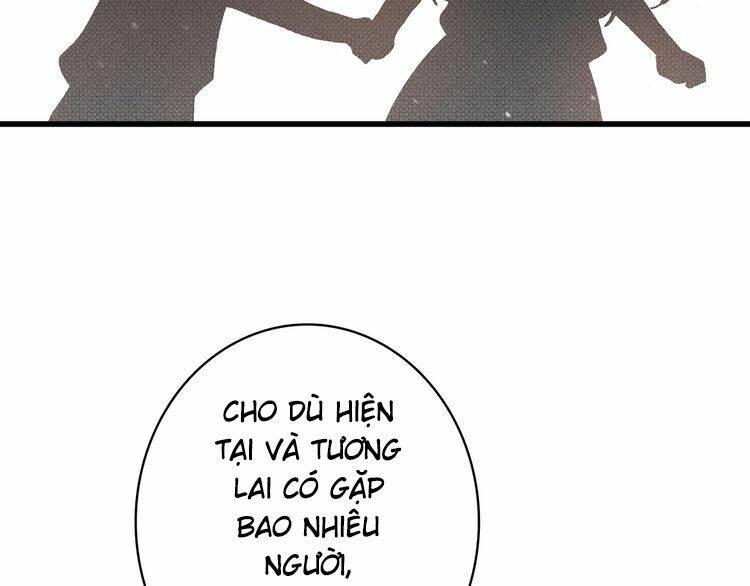 CHO DÙ HIỆN
TẠI VÀ TƯƠNG
LAI CÓ GẶP
BAO NHIÊU
NGƯỜI,